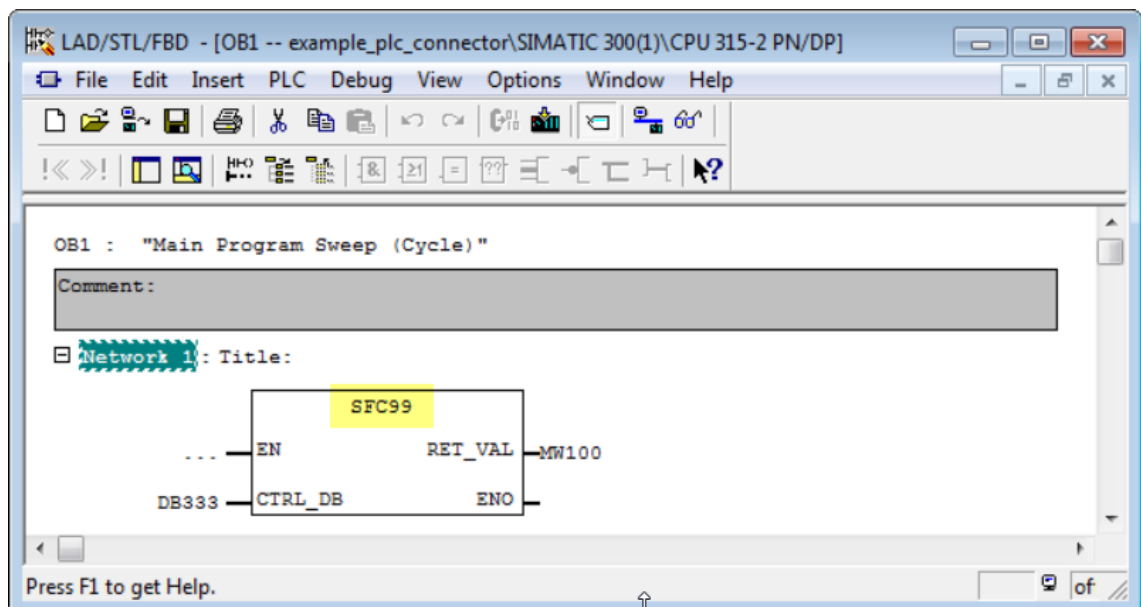 LAD/STL/FBD - [OB1 -- example_plc_connector\SIMATIC 300(1)\CPU 315-2 PN/DP]
File Edit Insert PLC Debug View Options Window Help
OB1 : "Main Program Sweep (Cycle)"
Comment:
Network 1: Title:
SFC99
... EN RET_VAL MW100
DB333 CTRL_DB ENO
Press F1 to get Help. of